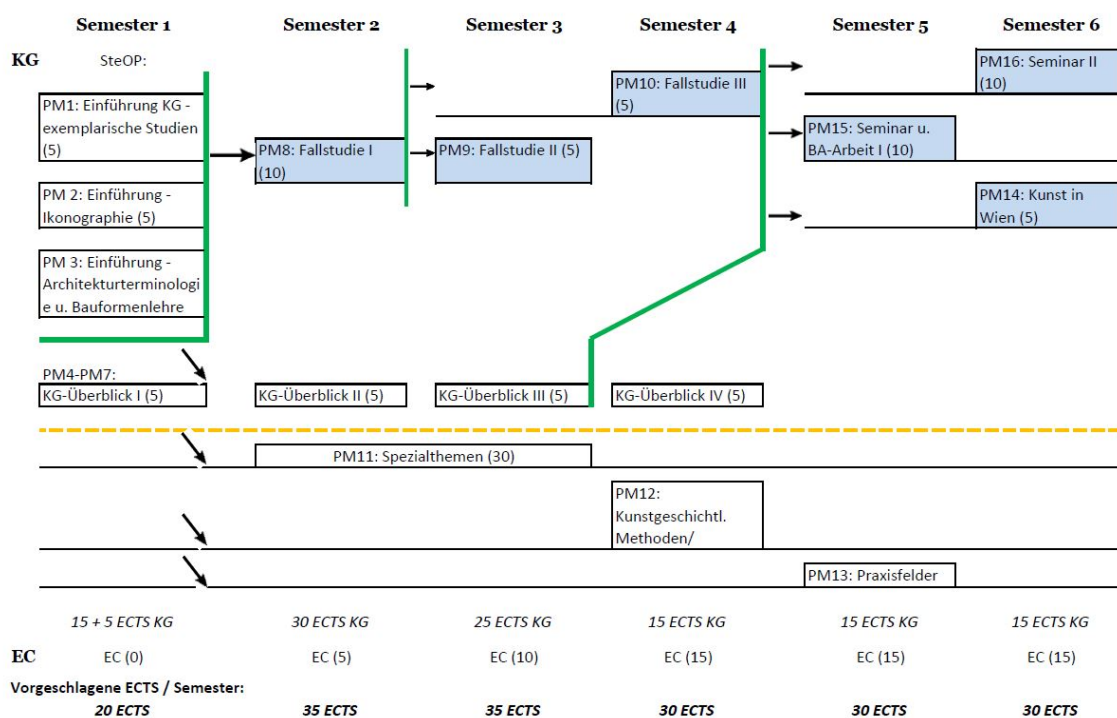 Semester 1 Semester 2 Semester 3 Semester 4 Semester 5 Semester 6
KG SteOP:
PM1: Einführung KG -
exemplarische Studien
(5)
PM 2: Einführung -
Ikonographie (5)
PM 3: Einführung -
Architekturterminologi
e u. Bauformenlehre
PM8: Fallstudie I
(10)
PM9: Fallstudie II (5)
PM10: Fallstudie III
(5)
PM15: Seminar u.
BA-Arbeit I (10)
PM16: Seminar II
(10)
PM14: Kunst in
Wien (5)
PM4-PM7:
KG-Überblick I (5) KG-Überblick II (5) KG-Überblick III (5) KG-Überblick IV (5)
PM11: Spezialthemen (30)
PM12:
Kunstgeschichtl.
Methoden/
PM13: Praxisfelder
15 + 5 ECTS KG 30 ECTS KG 25 ECTS KG 15 ECTS KG 15 ECTS KG 15 ECTS KG
EC EC (0) EC (5) EC (10) EC (15) EC (15) EC (15)
Vorgeschlagene ECTS / Semester:
20 ECTS 35 ECTS 35 ECTS 30 ECTS 30 ECTS 30 ECTS